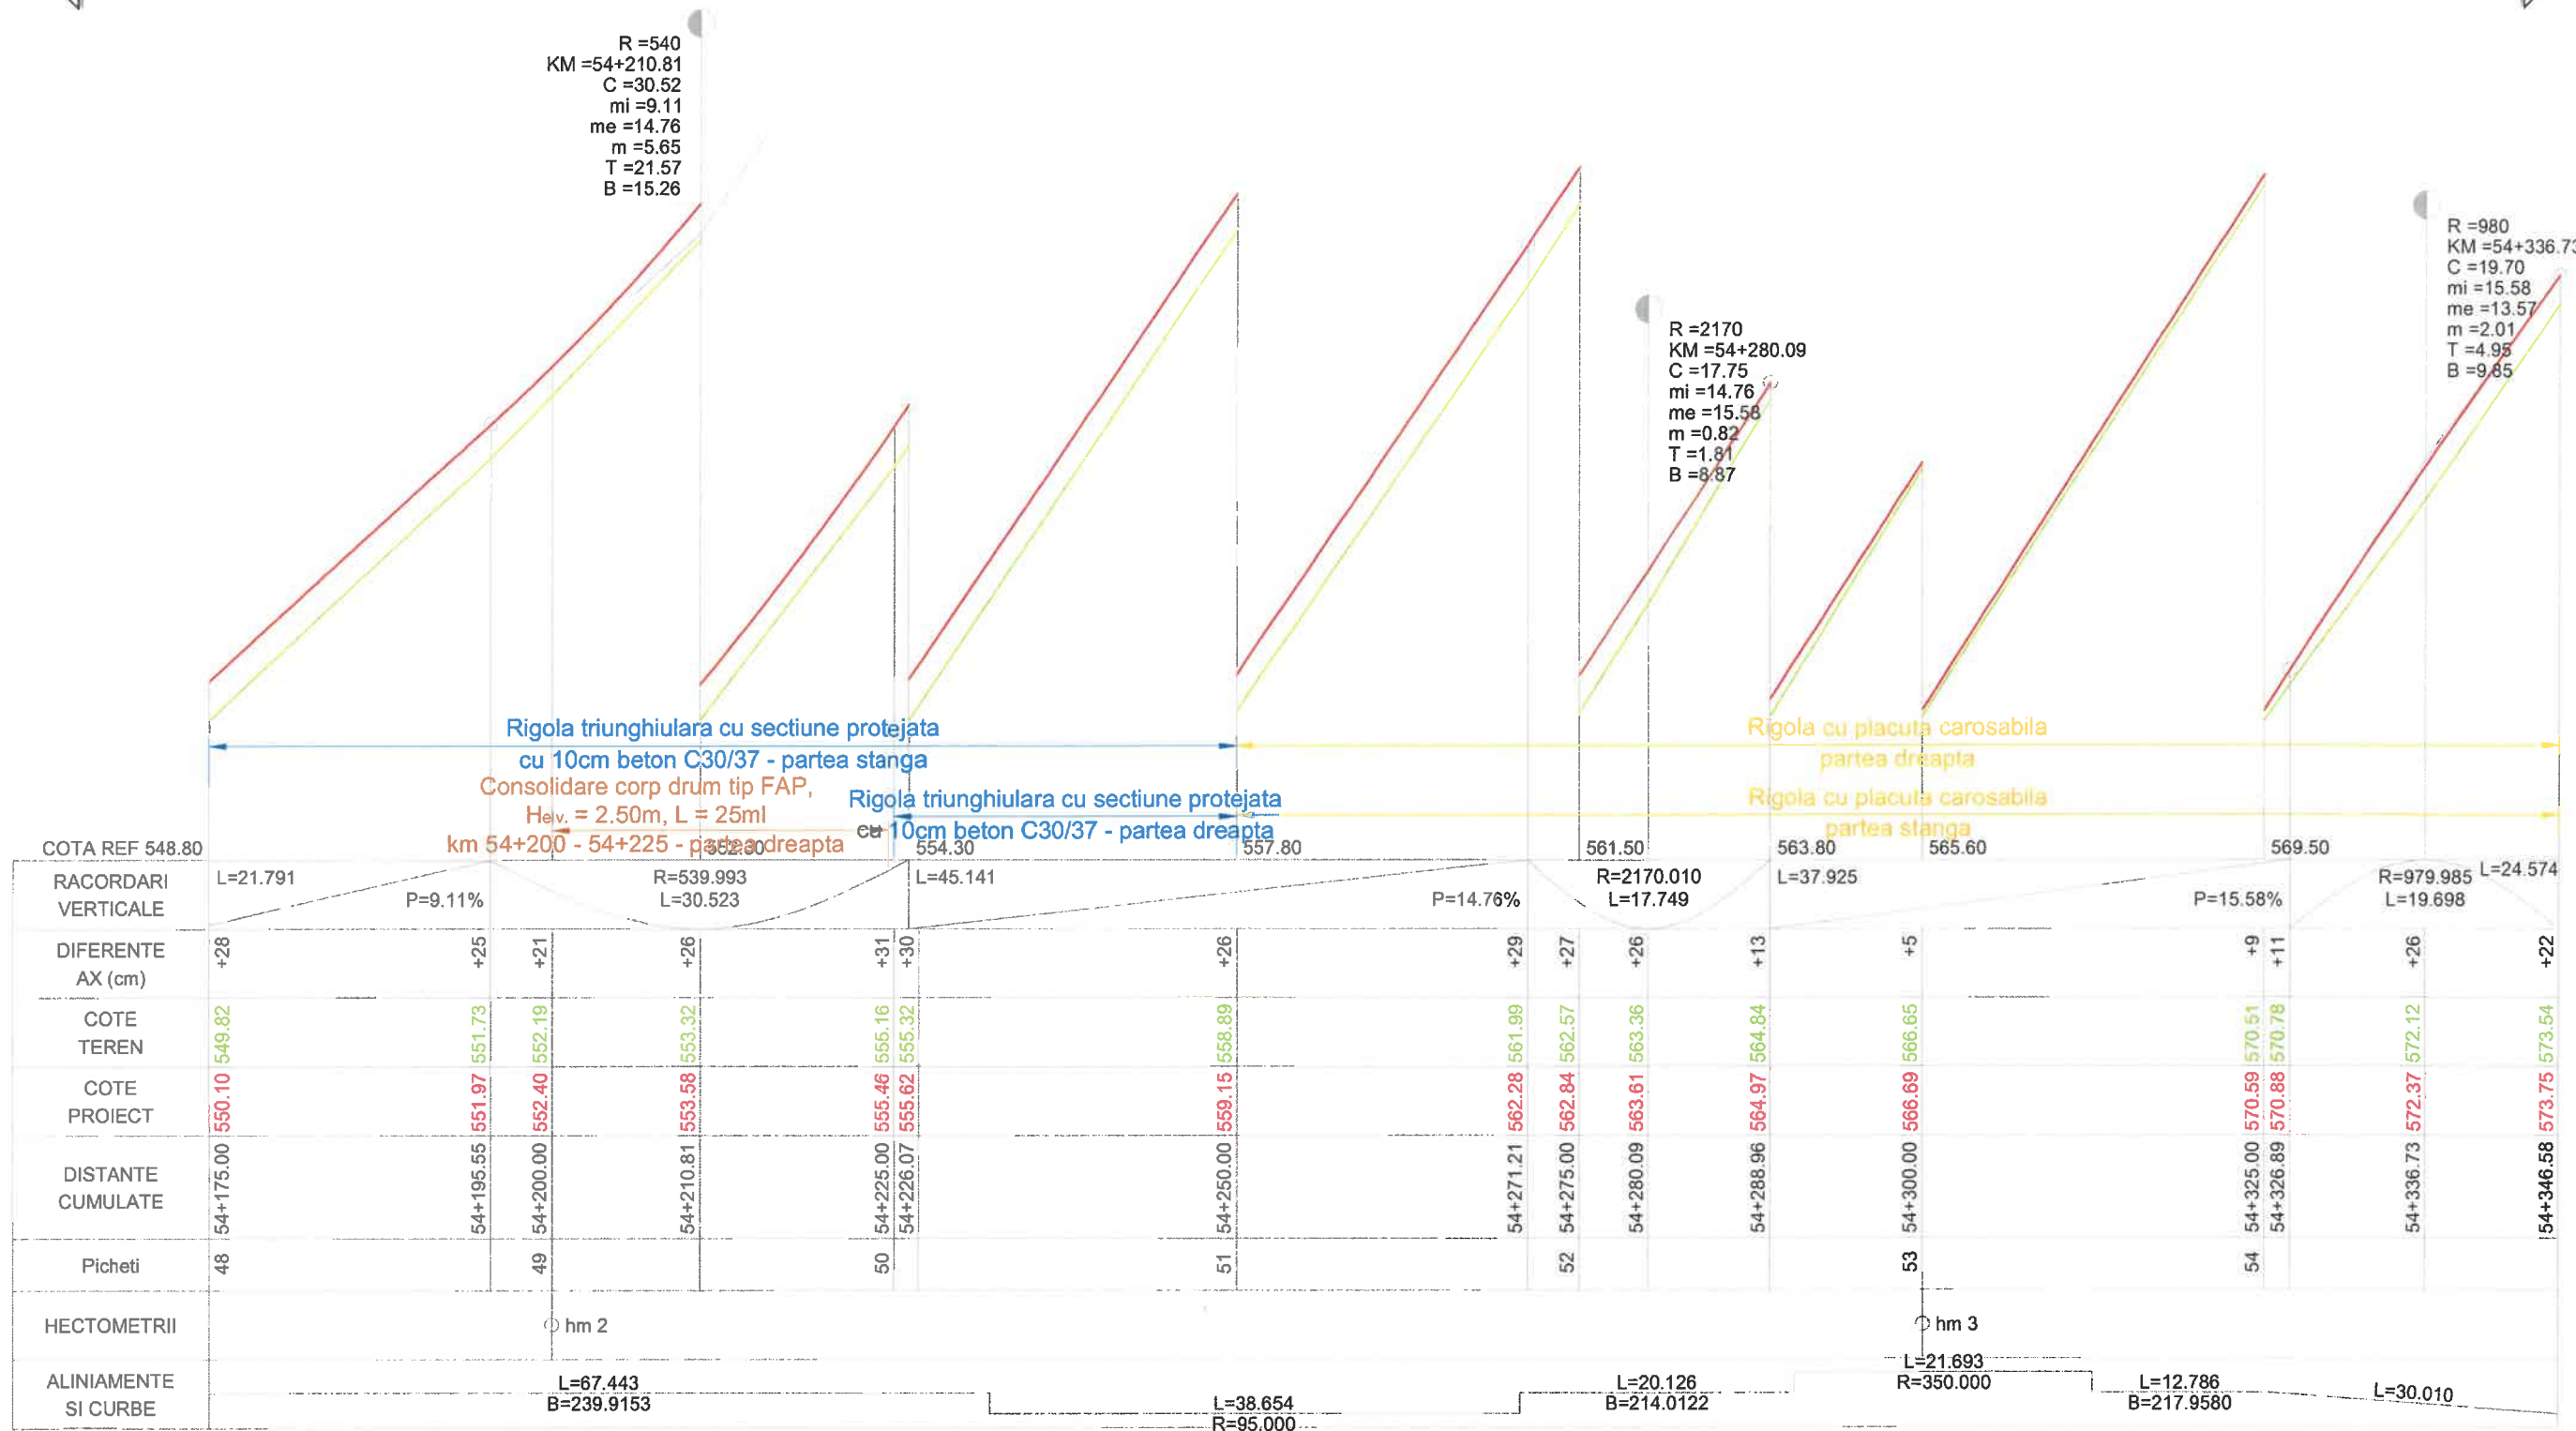 R =540
KM =54+210.81
C =30.52
mi =9.11
me =14.76
m =5.65
T =21.57
B =15.26
R =2170
KM =54+280.09
C =17.75
mi =14.76
me =15.58
m =0.82
T =1.81
B =8.87
R =980
KM =54+336.73
C =19.70
mi =15.58
me =13.57
m =2.01
T =4.95
B =9.85
Rigola triunghiulara cu sectiune protejata
cu 10cm beton C30/37 - partea stanga
Consolidare corp drum tip FAP,
Helv. = 2.50m, L = 25ml
km 54+200 - 54+225 - partea dreapta
Rigola triunghiulara cu sectiune protejata
cu 10cm beton C30/37 - partea dreapta
Rigola cu placuta carosabila
partea dreapta
Rigola cu placuta carosabila
partea stanga
COTA REF 548.80 554.30 557.80 561.50 563.80 565.60 569.50
RACORDARI
VERTICALE
L=21.791 R=539.993 L=45.141 R=2170.010 L=37.925 R=979.985 L=24.574
P=9.11% L=30.523 P=14.76% L=17.749 P=15.58% L=19.698
DIFERENTE
AX (cm)
+28 +25 +21 +26 +31 +30 +26 +29 +27 +26 +13 +5 +9 +11 +26 +22
COTE
TEREN
549.82 551.73 552.19 553.32 555.16 555.32 558.89 561.99 562.57 563.36 564.84 566.65 570.51 570.78 572.12 573.54
COTE
PROIECT
550.10 551.97 552.40 553.58 555.46 555.62 559.15 562.28 562.84 563.61 564.97 566.69 570.59 570.88 572.37 573.75
DISTANTE
CUMULATE
54+175.00 54+195.55 54+200.00 54+210.81 54+225.00 54+226.07 54+250.00 54+271.21 54+275.00 54+280.09 54+288.96 54+300.00 54+325.00 54+326.89 54+336.73 54+346.58
Picheti 48 49 50 51 52 53 54
HECTOMETRII hm 2 hm 3
ALINIAMENTE
SI CURBE
L=67.443
B=239.9153
L=38.654
R=95.000
L=20.126
B=214.0122
L=21.693
R=350.000
L=12.786
B=217.9580
L=30.010